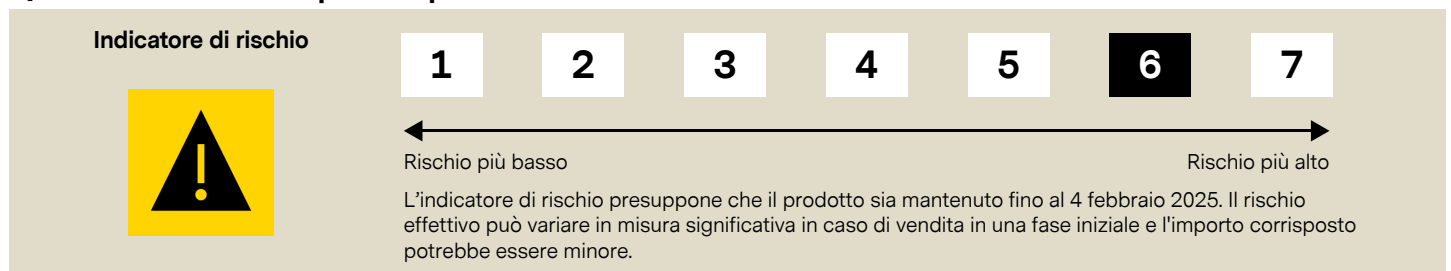 Indicatore di rischio
1 2 3 4 5 6 7
Rischio più basso Rischio più alto
L'indicatore di rischio presuppone che il prodotto sia mantenuto fino al 4 febbraio 2025. Il rischio
effettivo può variare in misura significativa in caso di vendita in una fase iniziale e l'importo corrisposto
potrebbe essere minore.